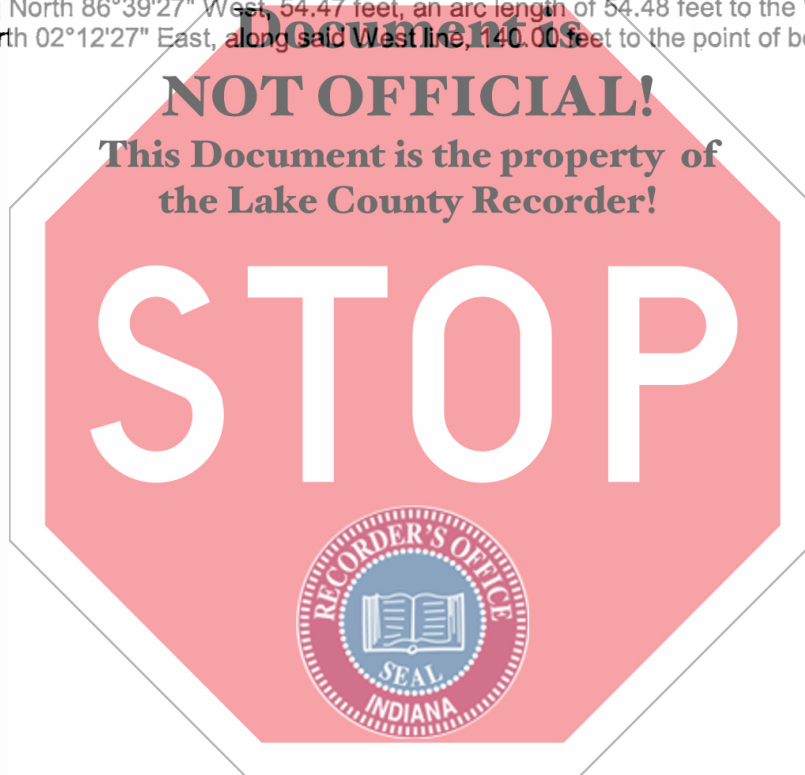 North 86°39'27" West, 54.47 feet, an arc length of 54.48 feet to the
th 02°12'27" East, along said West line, 140.00 feet to the point of
Document is
NOT OFFICIAL!
This Document is the property of
the Lake County Recorder!
STOP
RECORDER'S OFFICE
SEAL
INDIANA